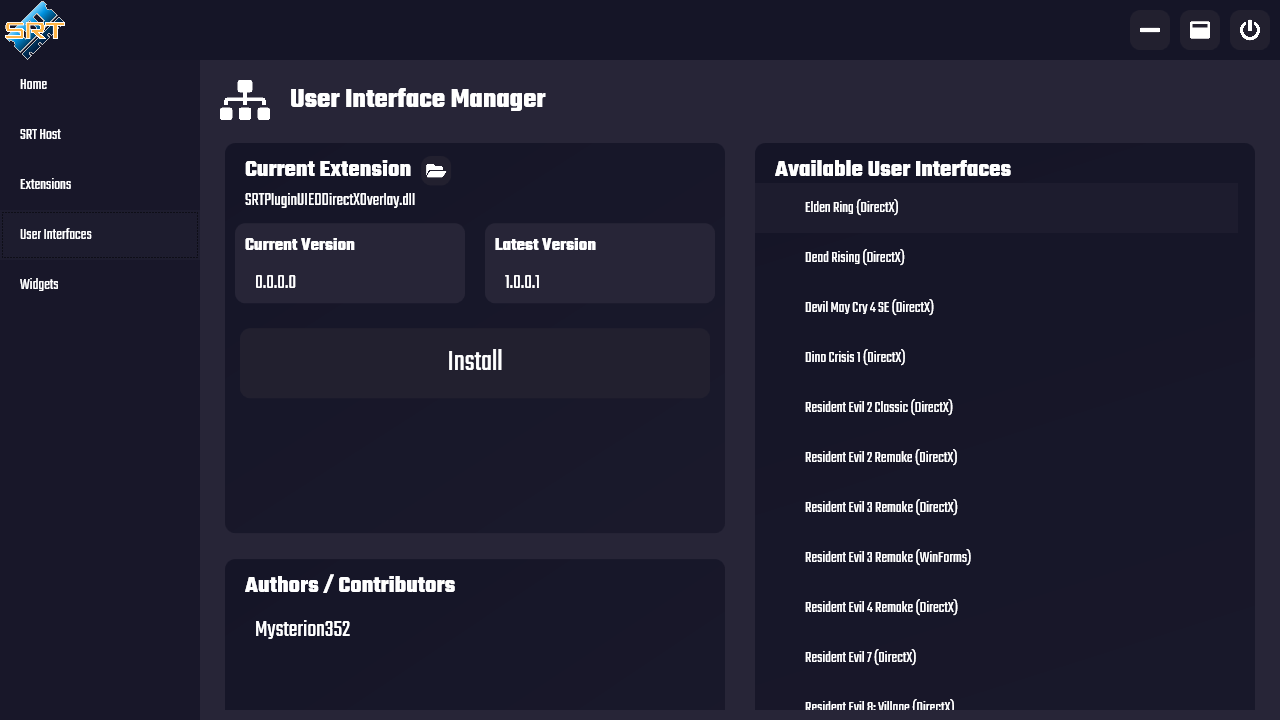 SRT
Home
SRT Host
Extensions
User Interfaces
Widgets
User Interface Manager
Current Extension
SRTPluginUIEDDirectXOverlay.dll
Current Version
0.0.0.0
Latest Version
1.0.0.1
Install
Authors / Contributors
Mysterion352
Available User Interfaces
Elden Ring (DirectX)
Dead Rising (DirectX)
Devil May Cry 4 SE (DirectX)
Dino Crisis 1 (DirectX)
Resident Evil 2 Classic (DirectX)
Resident Evil 2 Remake (DirectX)
Resident Evil 3 Remake (DirectX)
Resident Evil 3 Remake (WinForms)
Resident Evil 4 Remake (DirectX)
Resident Evil 7 (DirectX)
Resident Evil 8: Village (DirectX)